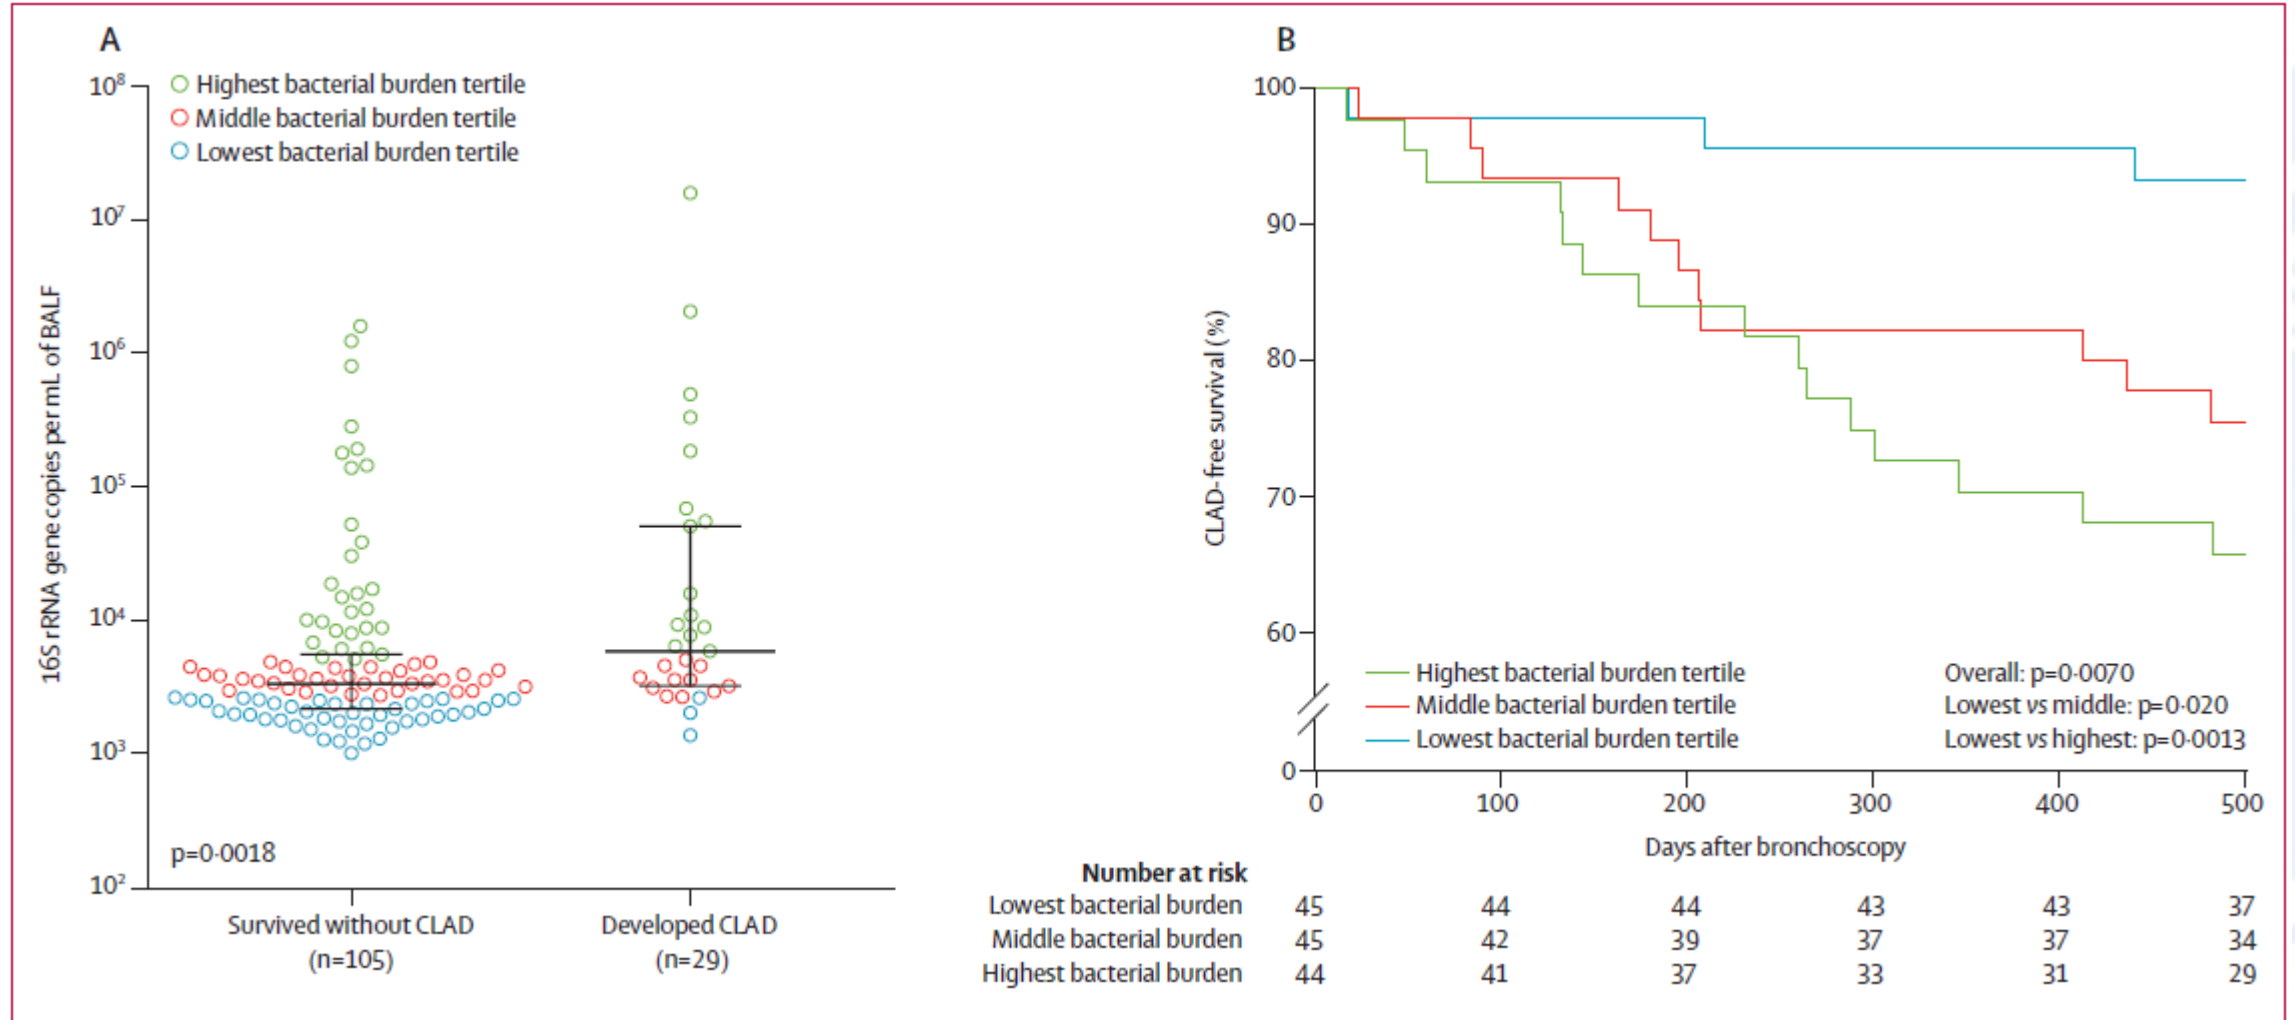 A
10⁸
10⁷
10⁶
10⁵
10⁴
10³
10²
16S rRNA gene copies per mL of BALF
Highest bacterial burden tertile
Middle bacterial burden tertile
Lowest bacterial burden tertile
p=0·0018
Survived without CLAD
(n=105)
Developed CLAD
(n=29)
B
100
90
80
70
60
0
CLAD-free survival (%)
Highest bacterial burden tertile
Middle bacterial burden tertile
Lowest bacterial burden tertile
Overall: p=0·0070
Lowest vs middle: p=0·020
Lowest vs highest: p=0·0013
0 100 200 300 400 500
Days after bronchoscopy
Number at risk
Lowest bacterial burden 45 44 44 43 43 37
Middle bacterial burden 45 42 39 37 37 34
Highest bacterial burden 44 41 37 33 31 29